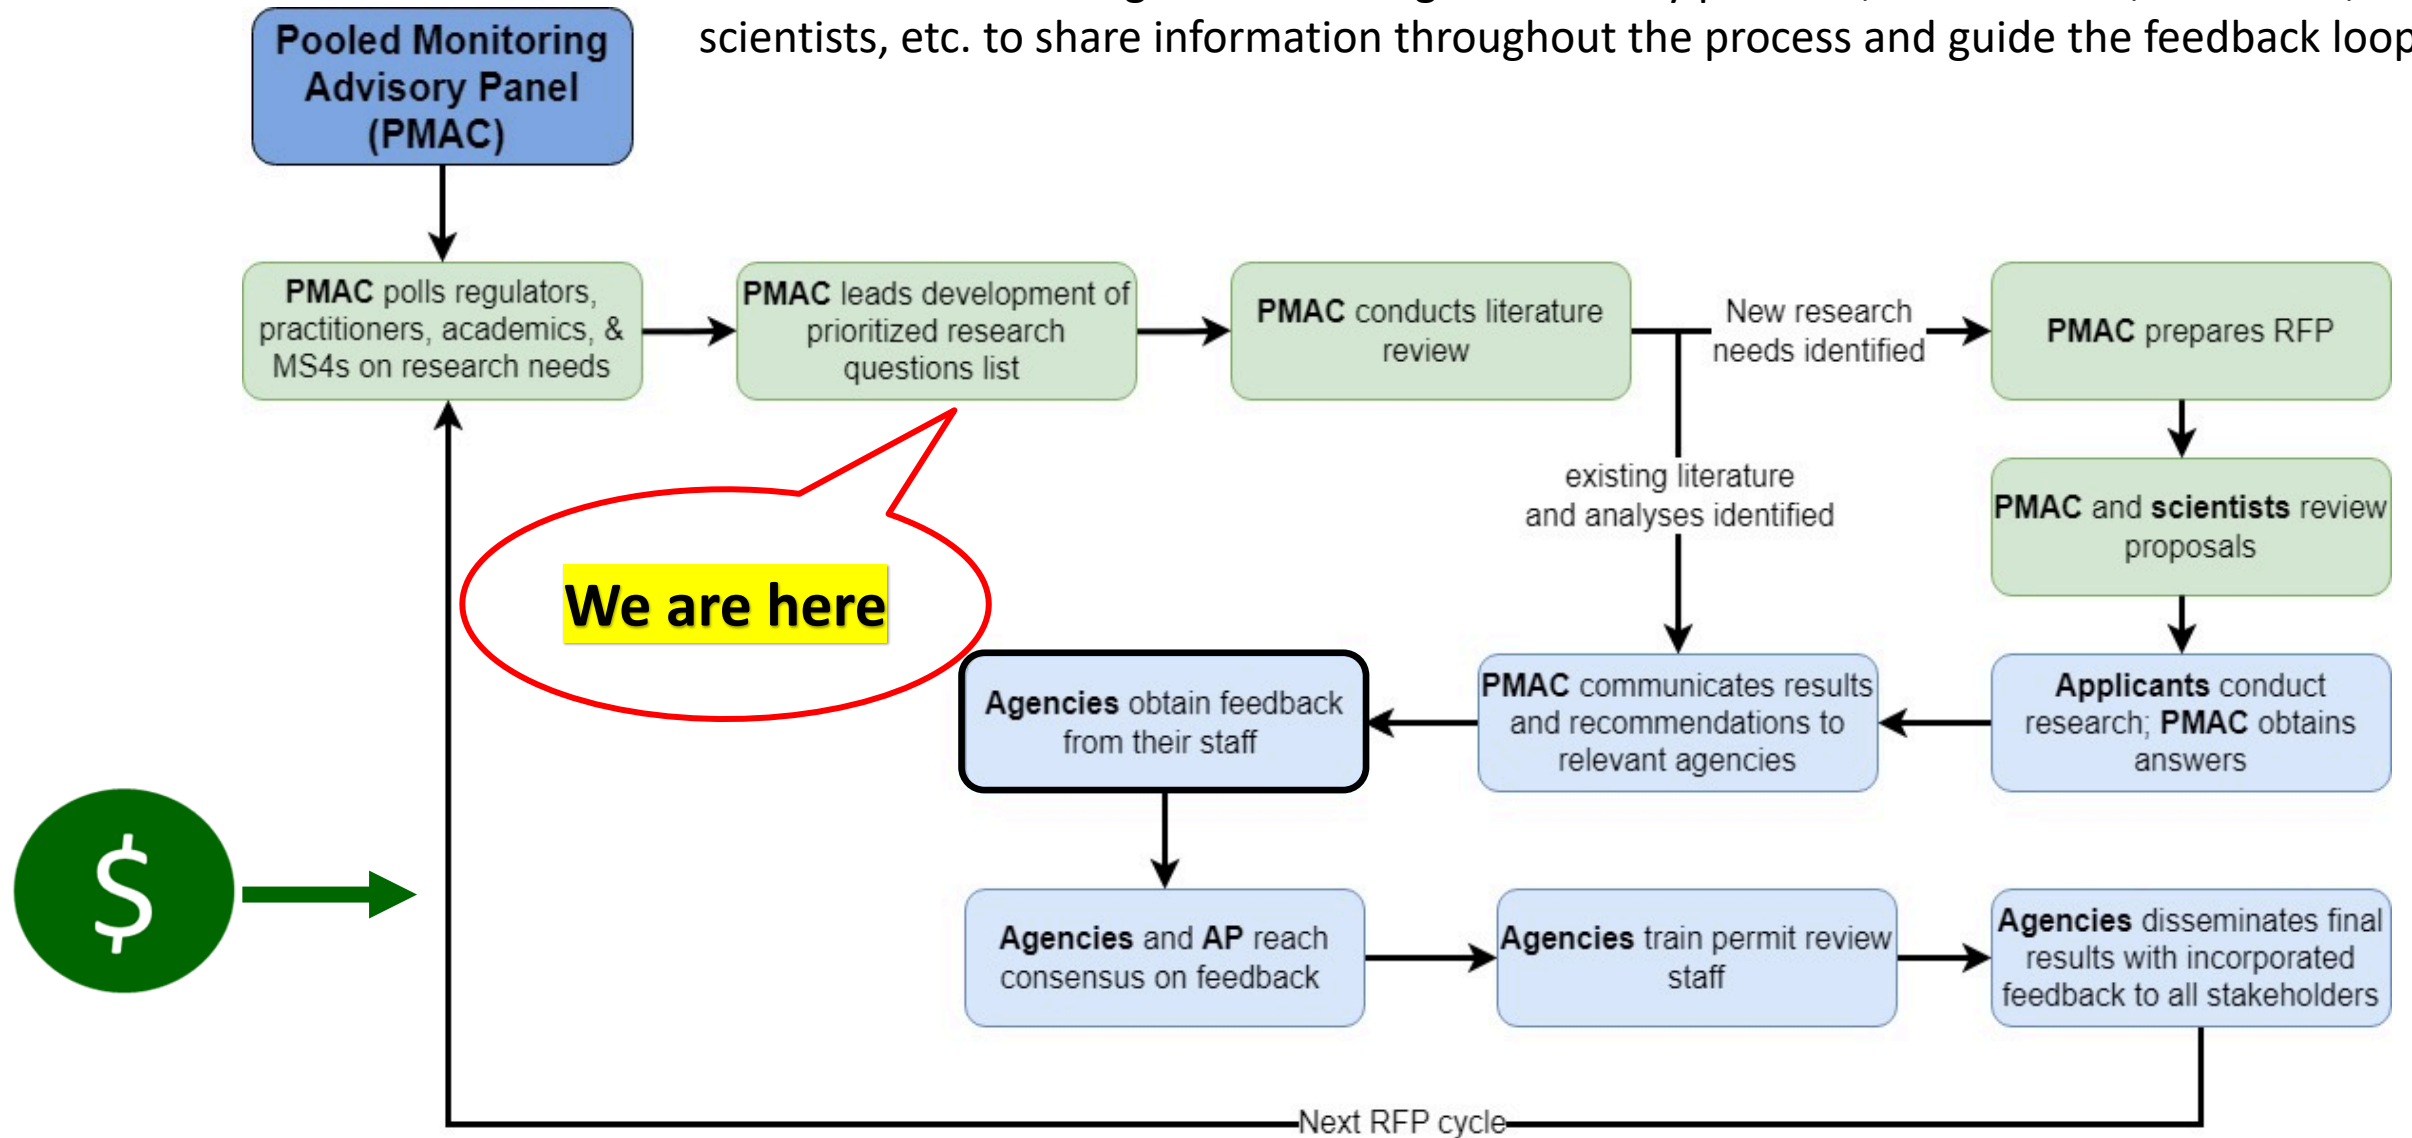 scientists, etc. to share information throughout the process and guide the feedback loop
Pooled Monitoring
Advisory Panel
(PMAC)
PMAC polls regulators,
practitioners, academics, &
MS4s on research needs
PMAC leads development of
prioritized research
questions list
PMAC conducts literature
review
New research
needs identified
PMAC prepares RFP
existing literature
and analyses identified
PMAC and scientists review
proposals
We are here
Agencies obtain feedback
from their staff
PMAC communicates results
and recommendations to
relevant agencies
Applicants conduct
research; PMAC obtains
answers
$
Agencies and AP reach
consensus on feedback
Agencies train permit review
staff
Agencies disseminates final
results with incorporated
feedback to all stakeholders
Next RFP cycle